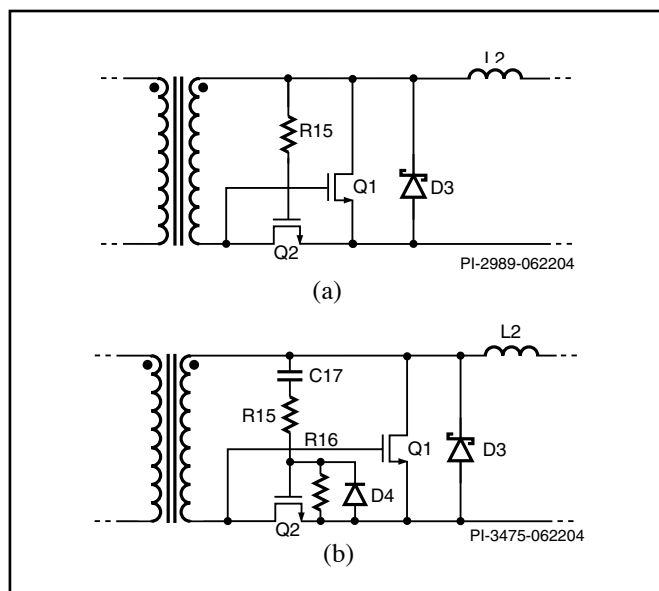 L2
R15
Q1
D3
Q2
PI-2989-062204
(a)
L2
C17
R15
R16
Q1
D3
D4
Q2
PI-3475-062204
(b)